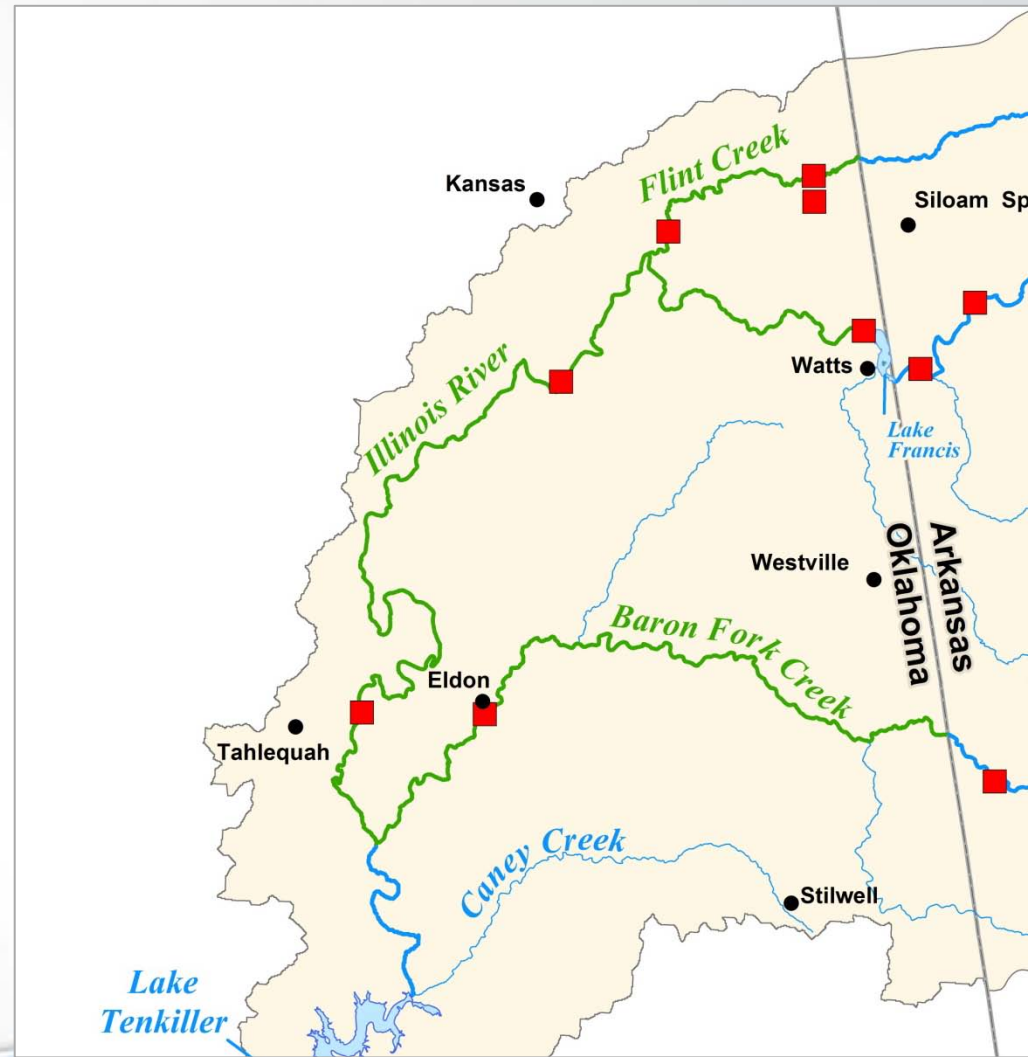 Flint Creek
Kansas
Siloam Sp
Illinois River
Watts
Lake
Francis
Arkansas
Oklahoma
Westville
Baron Fork Creek
Eldon
Tahlequah
Caney Creek
Stilwell
Lake
Tenkiller